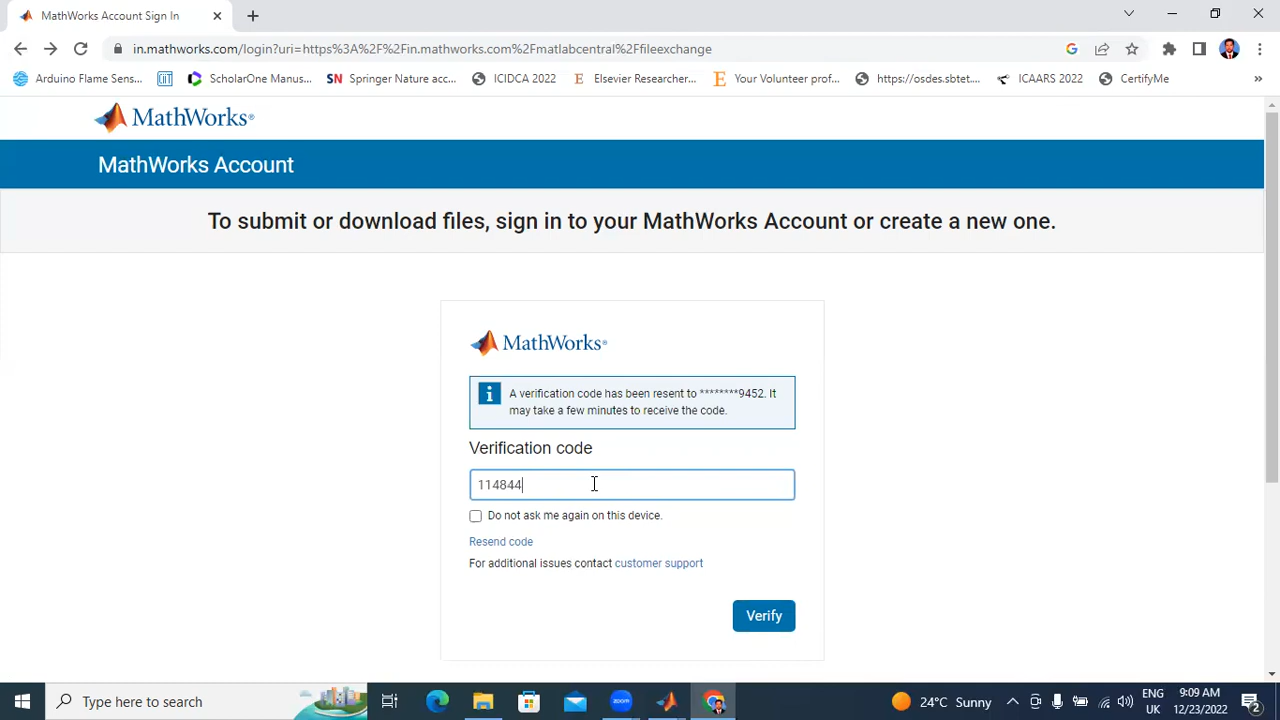 MathWorks Account Sign In
in.mathworks.com/login?uri=https%3A%2F%2Fin.mathworks.com%2Fmatlabcentral%2Ffileexchange
Arduino Flame Sens...
ScholarOne Manus...
SN Springer Nature acc...
ICIDCA 2022
E Elsevier Researcher...
E Your Volunteer prof...
https://osdes.sbtet....
ICAARS 2022
CertifyMe
»
MathWorks®
MathWorks Account
To submit or download files, sign in to your MathWorks Account or create a new one.
MathWorks®
i
A verification code has been resent to ********9452. It
may take a few minutes to receive the code.
Verification code
114844
Do not ask me again on this device.
Resend code
For additional issues contact customer support
Verify
Type here to search
zoom
24°C Sunny
ENG
UK
9:09 AM
12/23/2022
2